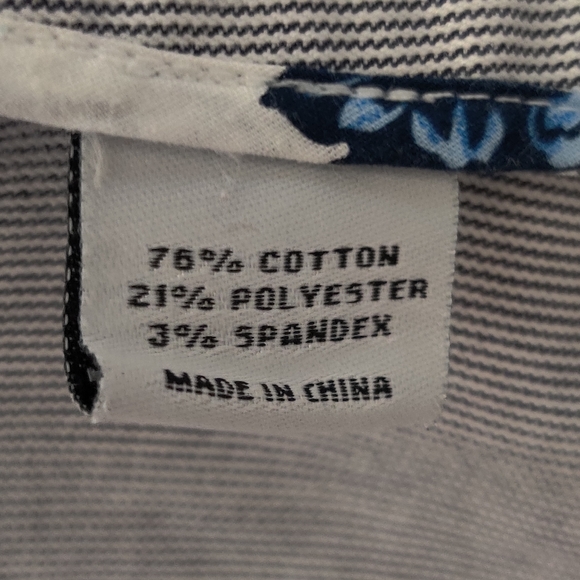 76% COTTON
21% POLYESTER
3% SPANDEX
MADE IN CHINA